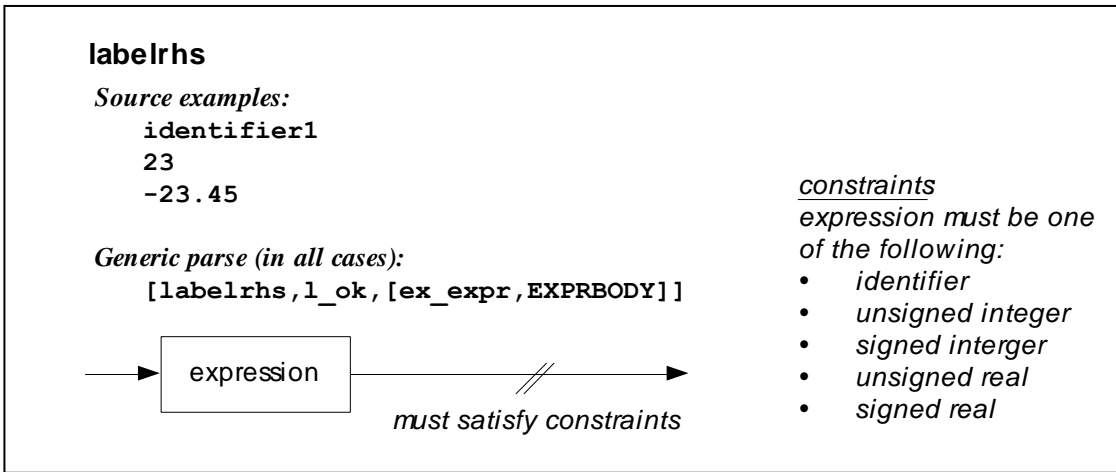 labelrhs
Source examples:
identifier1
23
-23.45
Generic parse (in all cases):
[labelrhs,l_ok,[ex_expr,EXPRBODY]]
expression
must satisfy constraints
constraints
expression must be one
of the following:
• identifier
• unsigned integer
• signed interger
• unsigned real
• signed real